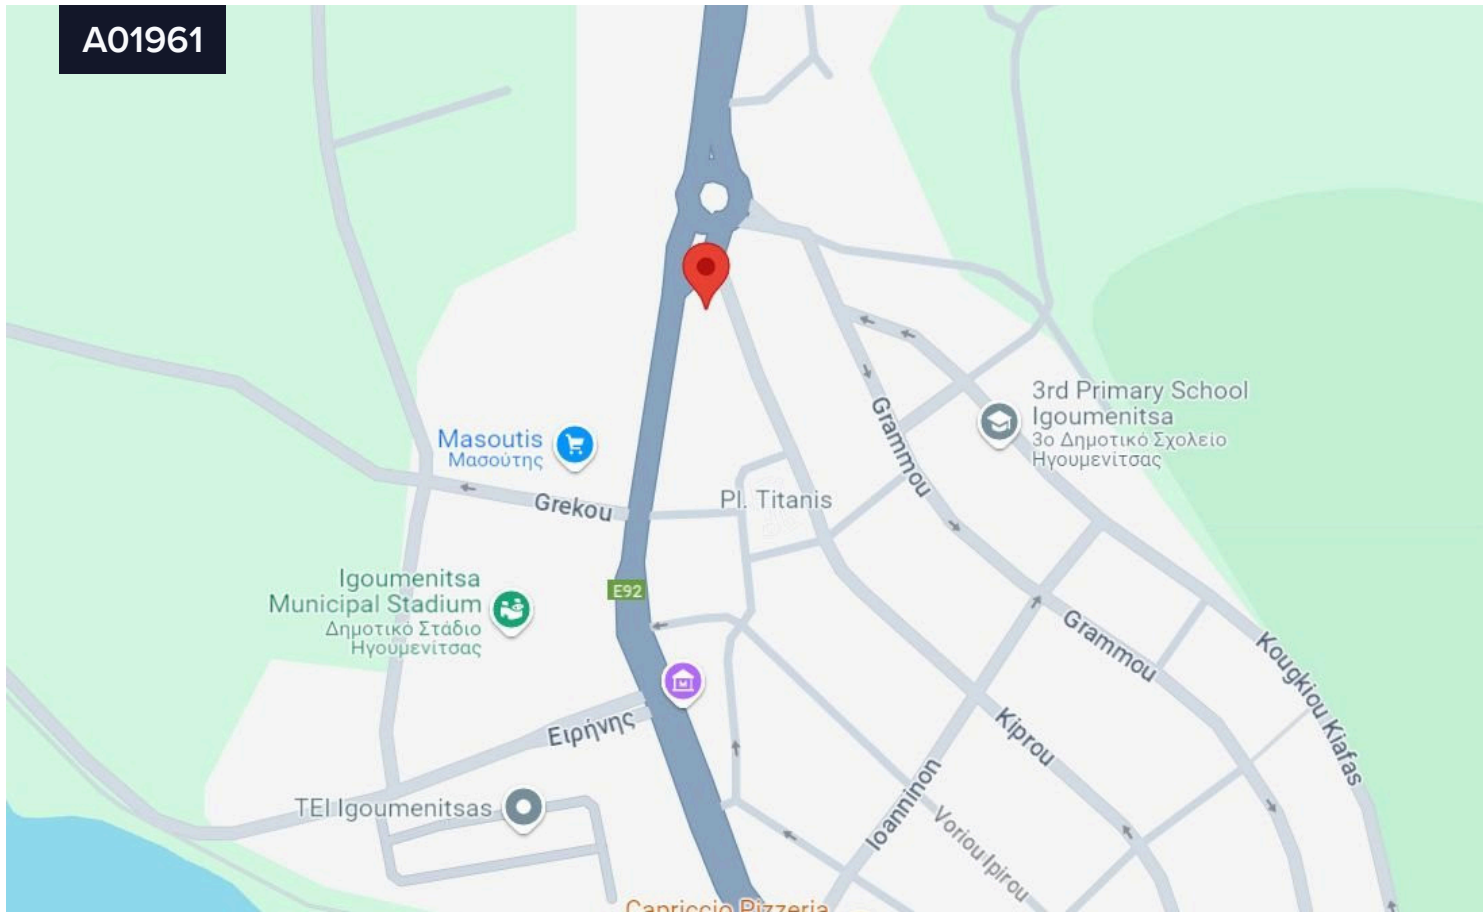 A01961
3rd Primary School
Igoumenitsa
3ο Δημοτικό Σχολείο
Ηγουμενίτσας
Grammou
Masoutis
Μασούτης
Grekou
Pl. Titanis
Igoumenitsa
Municipal Stadium
Δημοτικό Στάδιο
Ηγουμενίτσας
E92
Grammou
Kougkiou Kiafas
Ειρήνης
Kiprou
TEI Igoumenitsas
Ioanninon
Voriou Ipirou
Capriccio Pizzeria